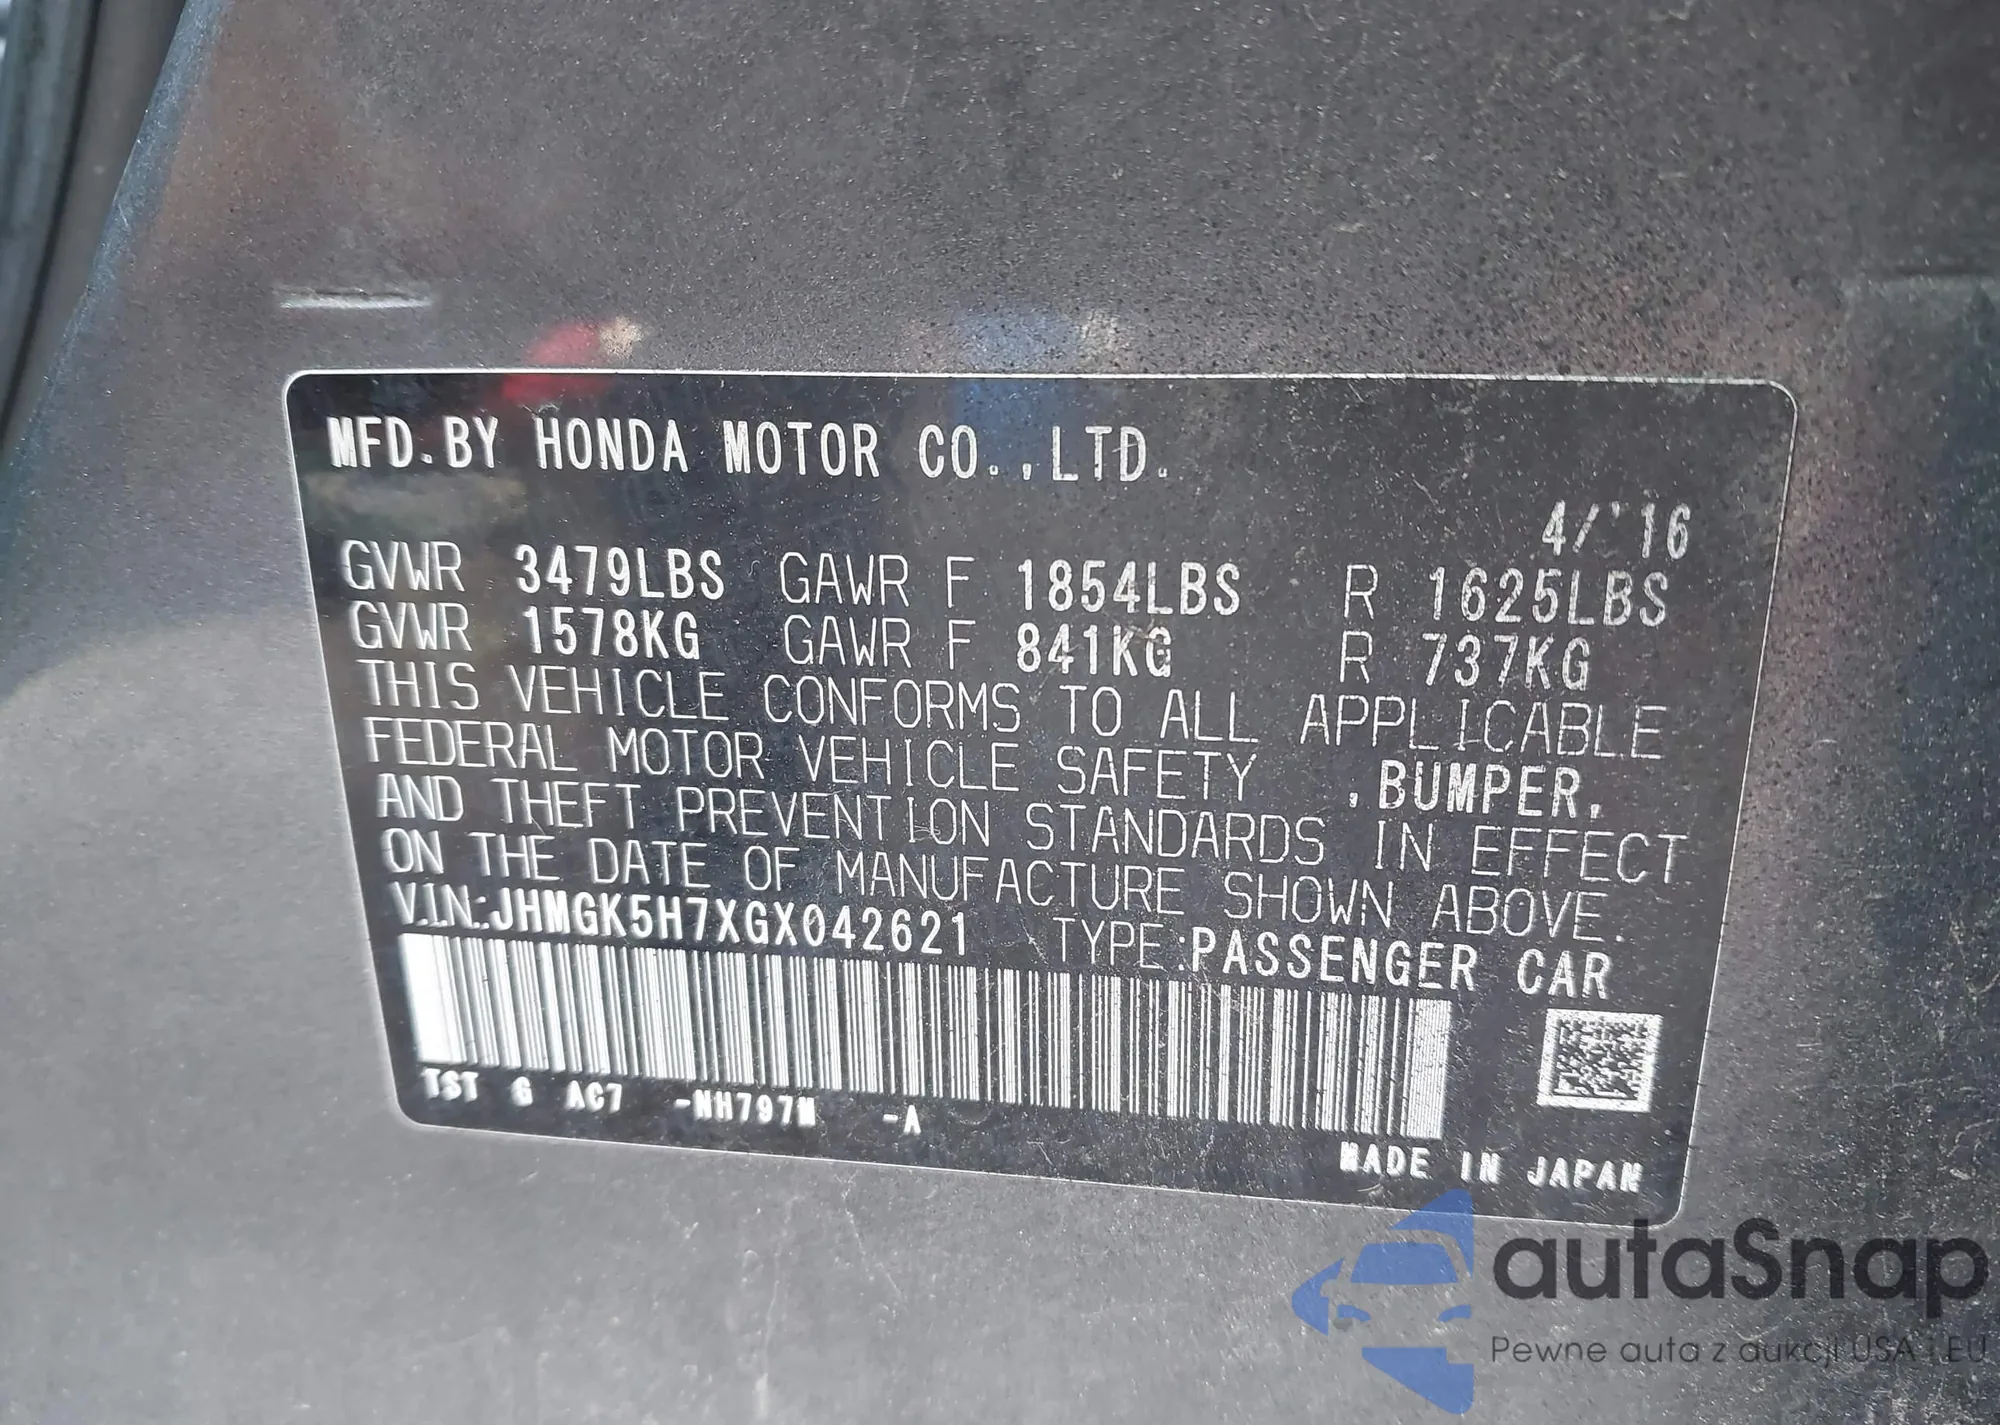 MFD.BY HONDA MOTOR CO.,LTD.
4/'16
GVWR 3479LBS GAWR F 1854LBS R 1625LBS
GVWR 1578KG GAWR F 841KG R 737KG
THIS VEHICLE CONFORMS TO ALL APPLICABLE
FEDERAL MOTOR VEHICLE SAFETY ,BUMPER,
AND THEFT PREVENTION STANDARDS IN EFFECT
ON THE DATE OF MANUFACTURE SHOWN ABOVE.
V.I.N.:JHMGK5H7XGX042621 TYPE:PASSENGER CAR
TST G AC7 -NH797M -A
MADE IN JAPAN
autaSnap
Pewne auta z aukcji USA i EU